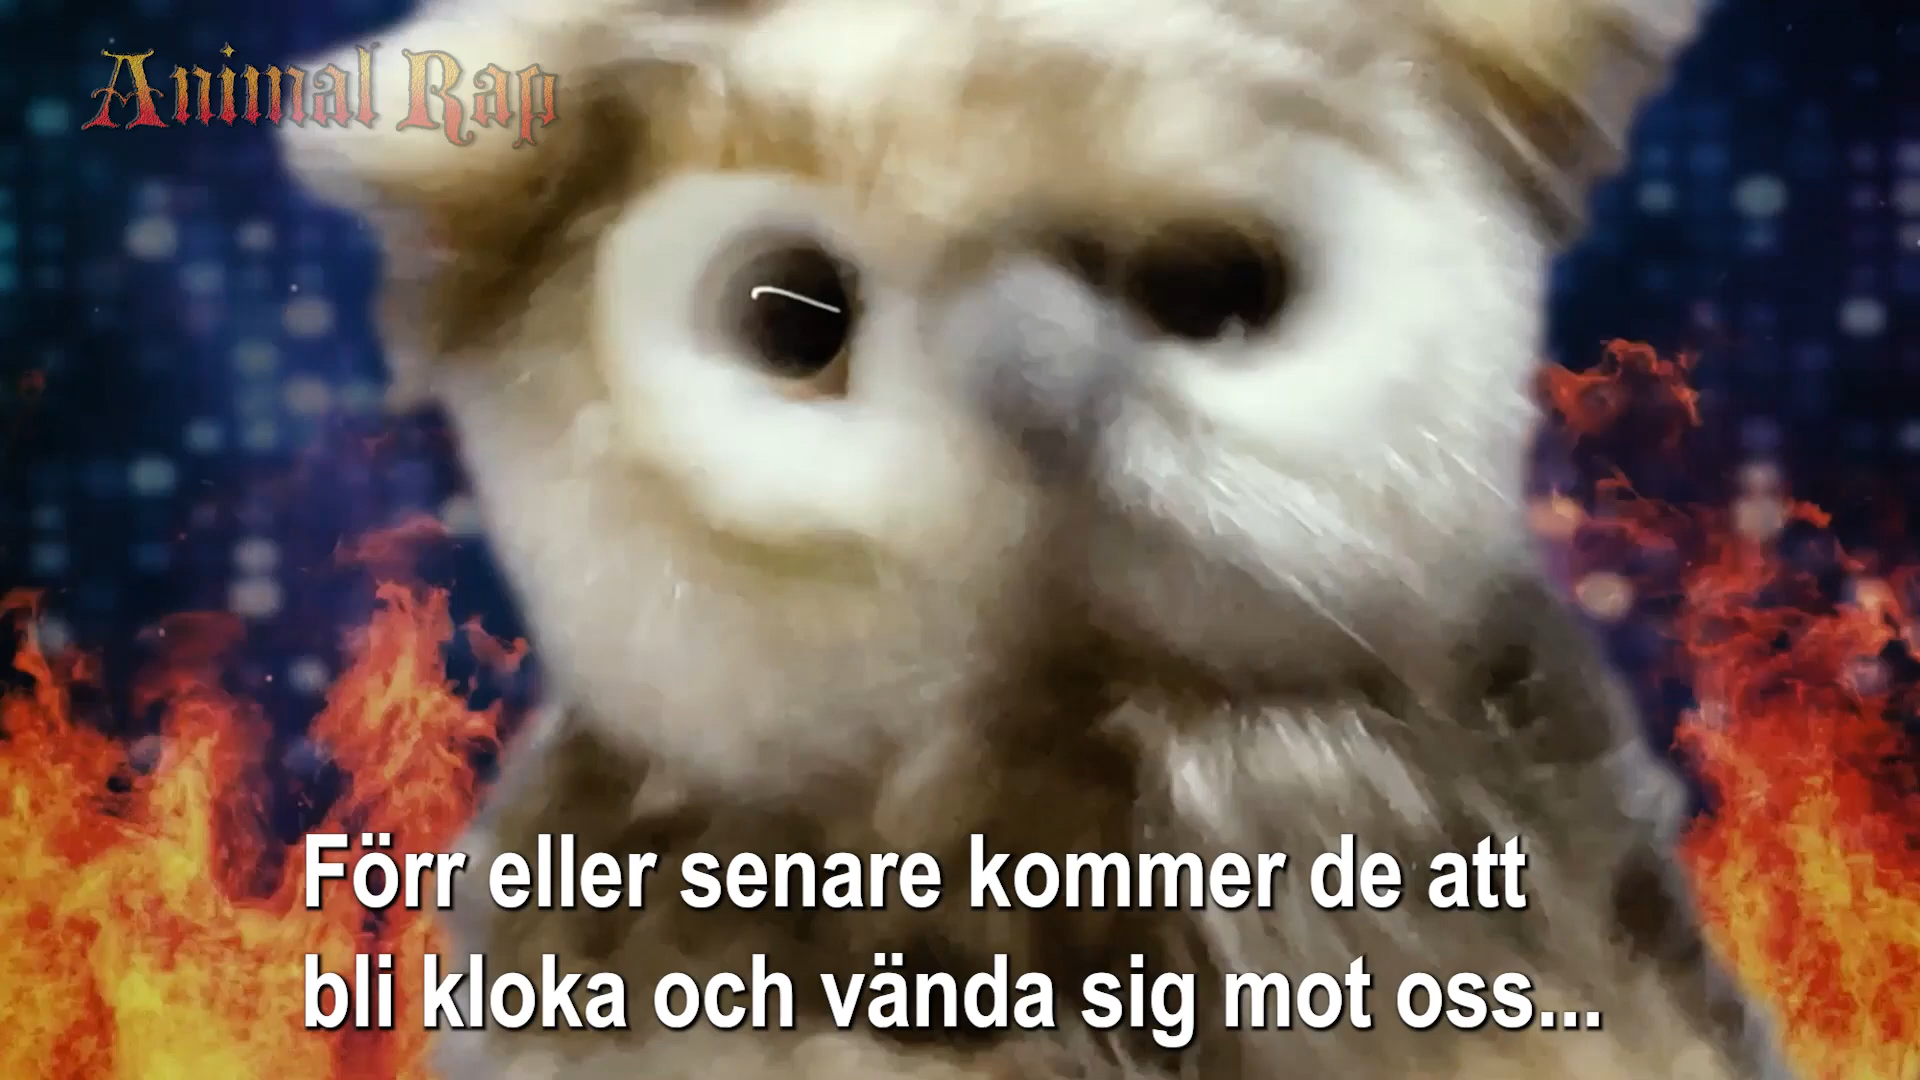 Animal Rap
Förr eller senare kommer de att
bli kloka och vända sig mot oss...